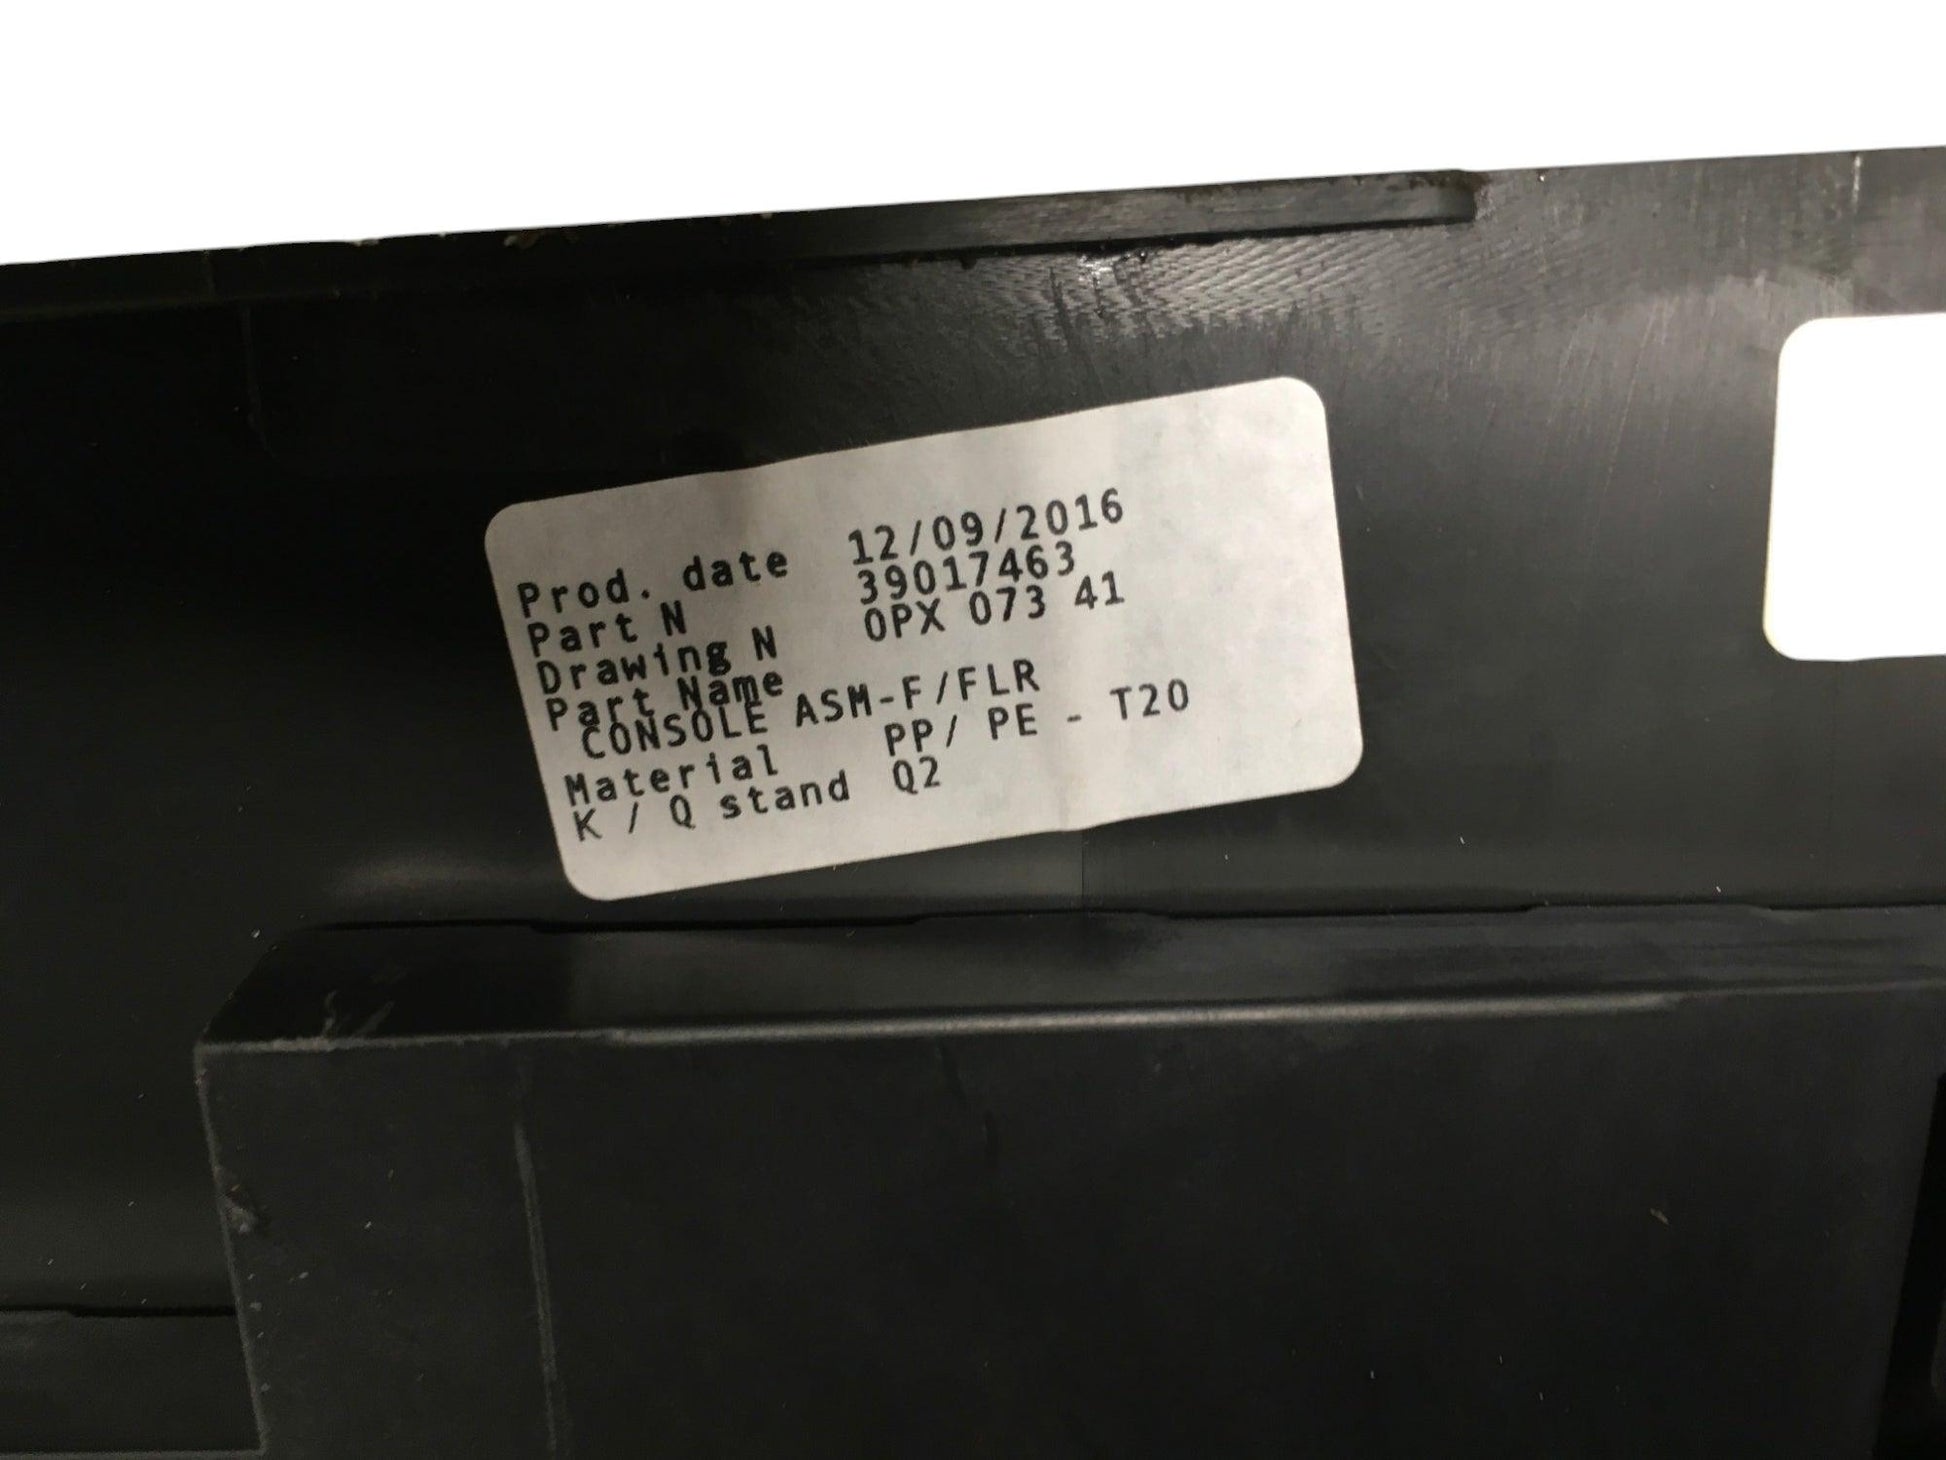 Prod. date 12/09/2016
Part N 39017463
Drawing N 0PX 073 41
Part Name
CONSOLE ASM-F/FLR
Material PP/ PE - T20
K / Q stand Q2